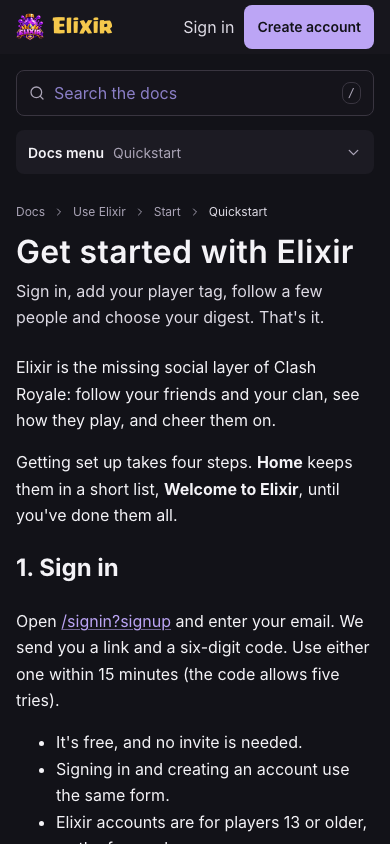 Elixir
Sign in
Create account
Search the docs
/
Docs menu Quickstart
Docs > Use Elixir > Start > Quickstart
Get started with Elixir
Sign in, add your player tag, follow a few
people and choose your digest. That's it.
Elixir is the missing social layer of Clash
Royale: follow your friends and your clan, see
how they play, and cheer them on.
Getting set up takes four steps. Home keeps
them in a short list, Welcome to Elixir, until
you've done them all.
1. Sign in
Open /signin?signup and enter your email. We
send you a link and a six-digit code. Use either
one within 15 minutes (the code allows five
tries).
• It's free, and no invite is needed.
• Signing in and creating an account use
the same form.
• Elixir accounts are for players 13 or older,